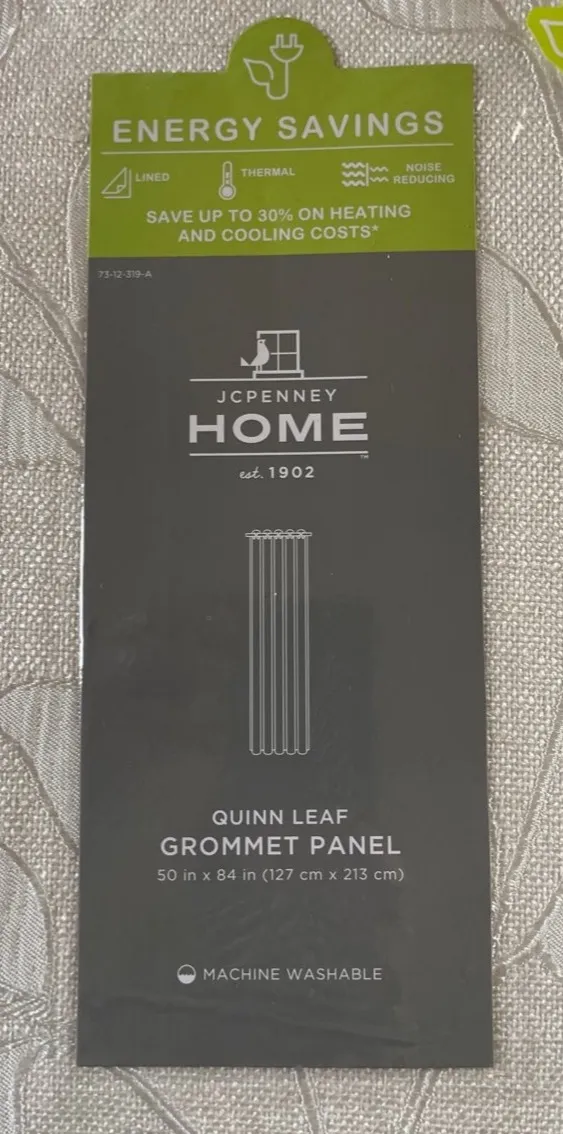 ENERGY SAVINGS
LINED
THERMAL
NOISE
REDUCING
SAVE UP TO 30% ON HEATING
AND COOLING COSTS*
73-12-319-A
JCPENNEY
HOME™
est. 1902
QUINN LEAF
GROMMET PANEL
50 in x 84 in (127 cm x 213 cm)
MACHINE WASHABLE